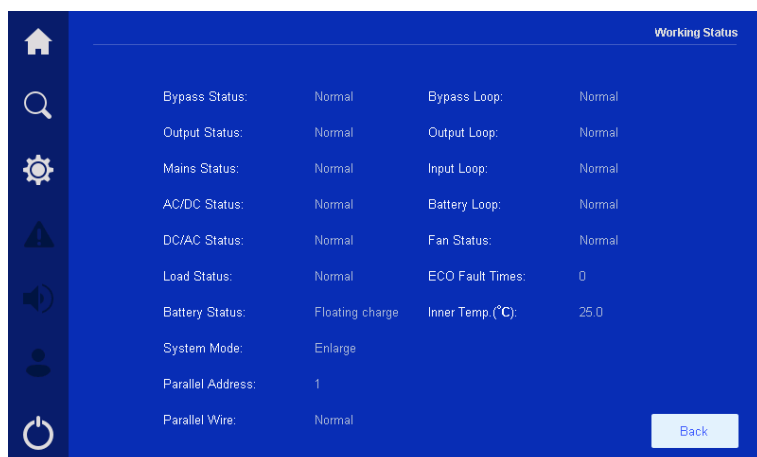 Working Status
Bypass Status: Normal Bypass Loop: Normal
Output Status: Normal Output Loop: Normal
Mains Status: Normal Input Loop: Normal
AC/DC Status: Normal Battery Loop: Normal
DC/AC Status: Normal Fan Status: Normal
Load Status: Normal ECO Fault Times: 0
Battery Status: Floating charge Inner Temp.(°C): 25.0
System Mode: Enlarge
Parallel Address: 1
Parallel Wire: Normal
Back